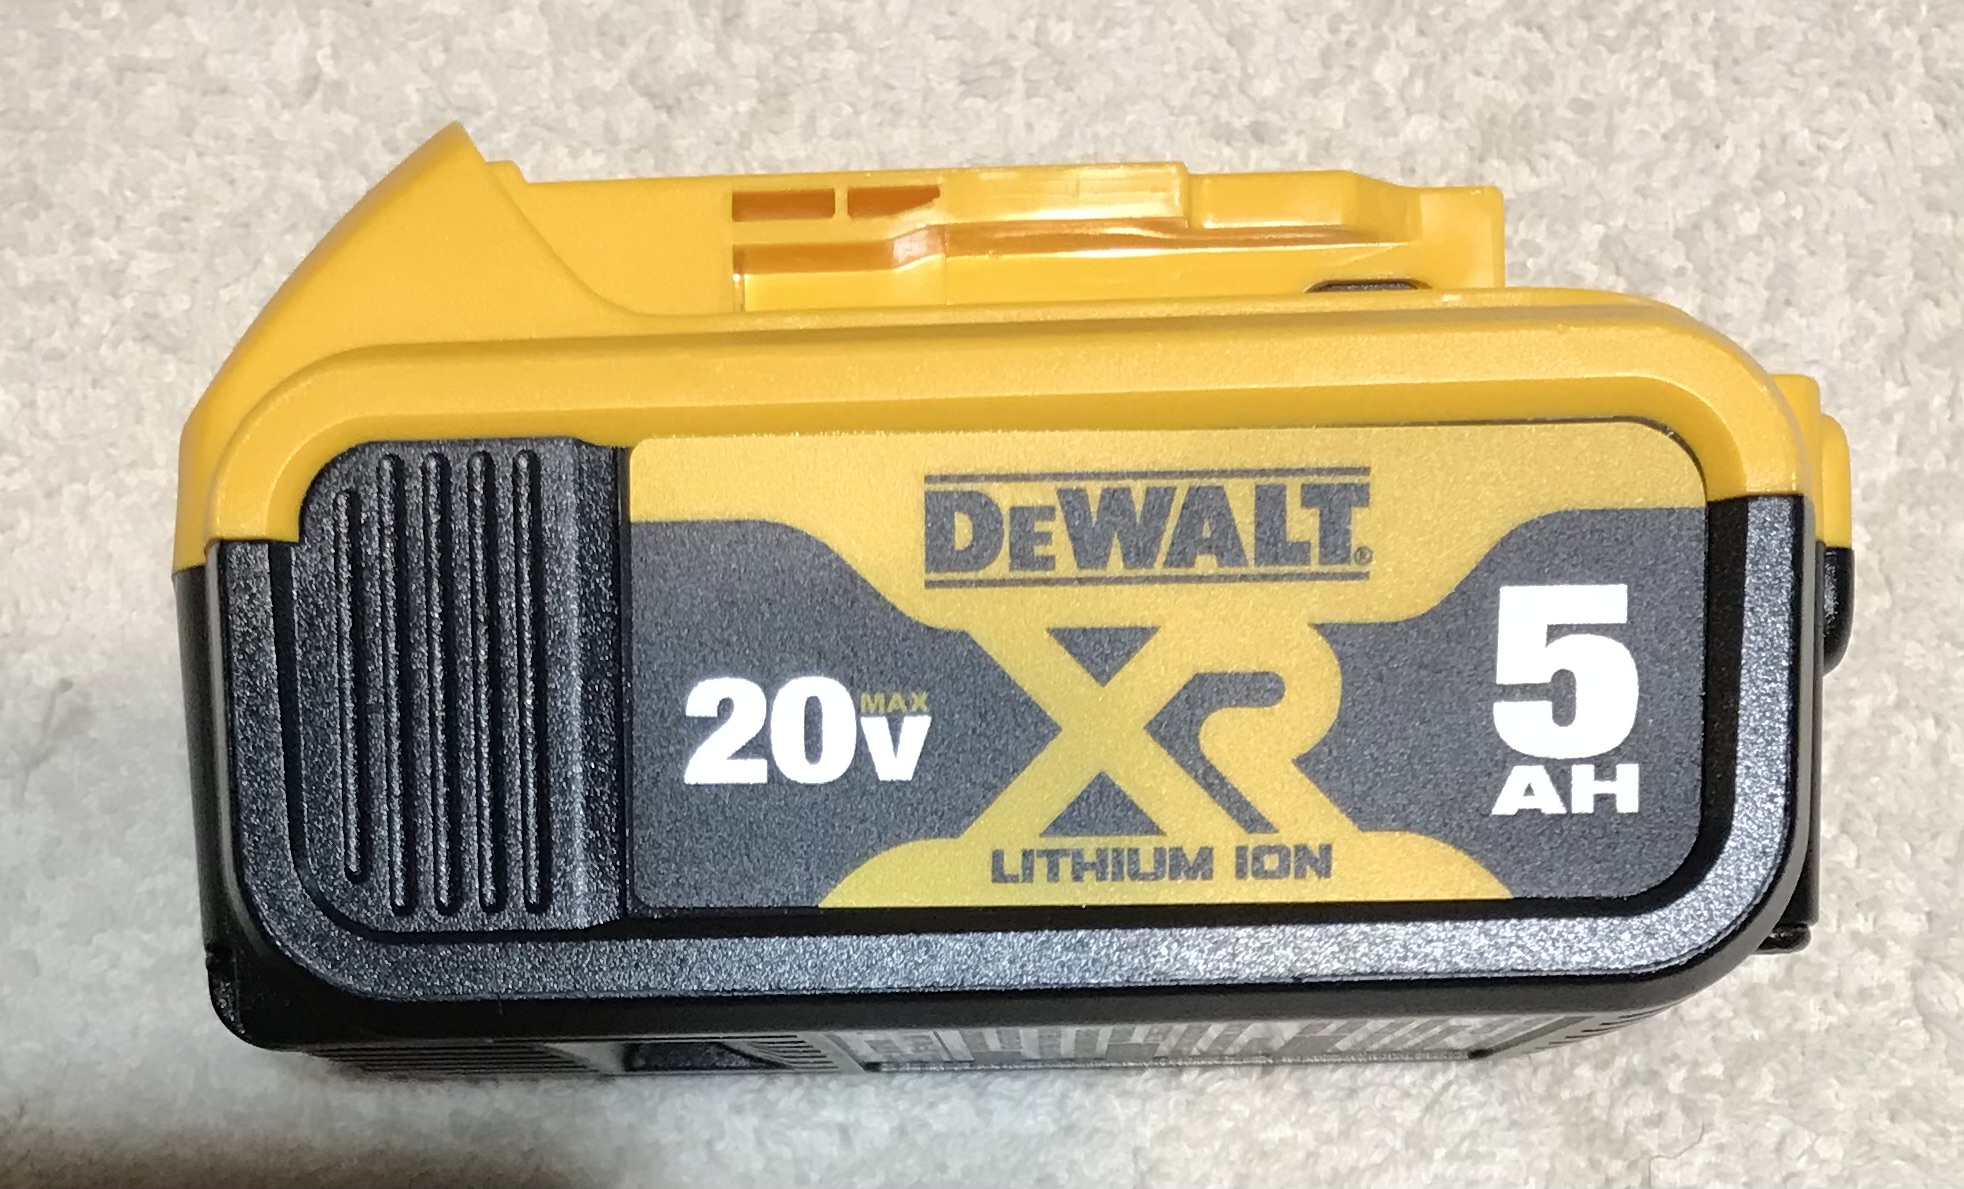 DEWALT®
20V MAX
XR
5
AH
LITHIUM ION